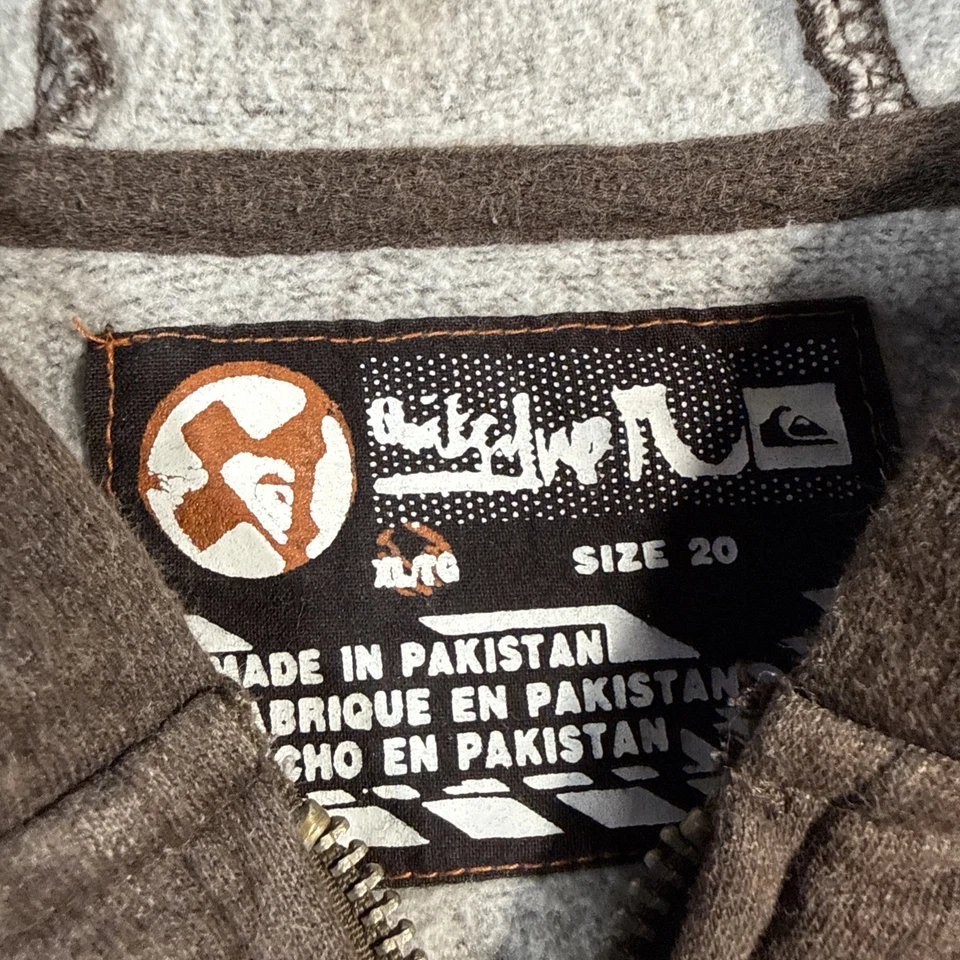 Quiksilver
XL/TG
SIZE 20
MADE IN PAKISTAN
ABRIQUE EN PAKISTAN
CHO EN PAKISTAN